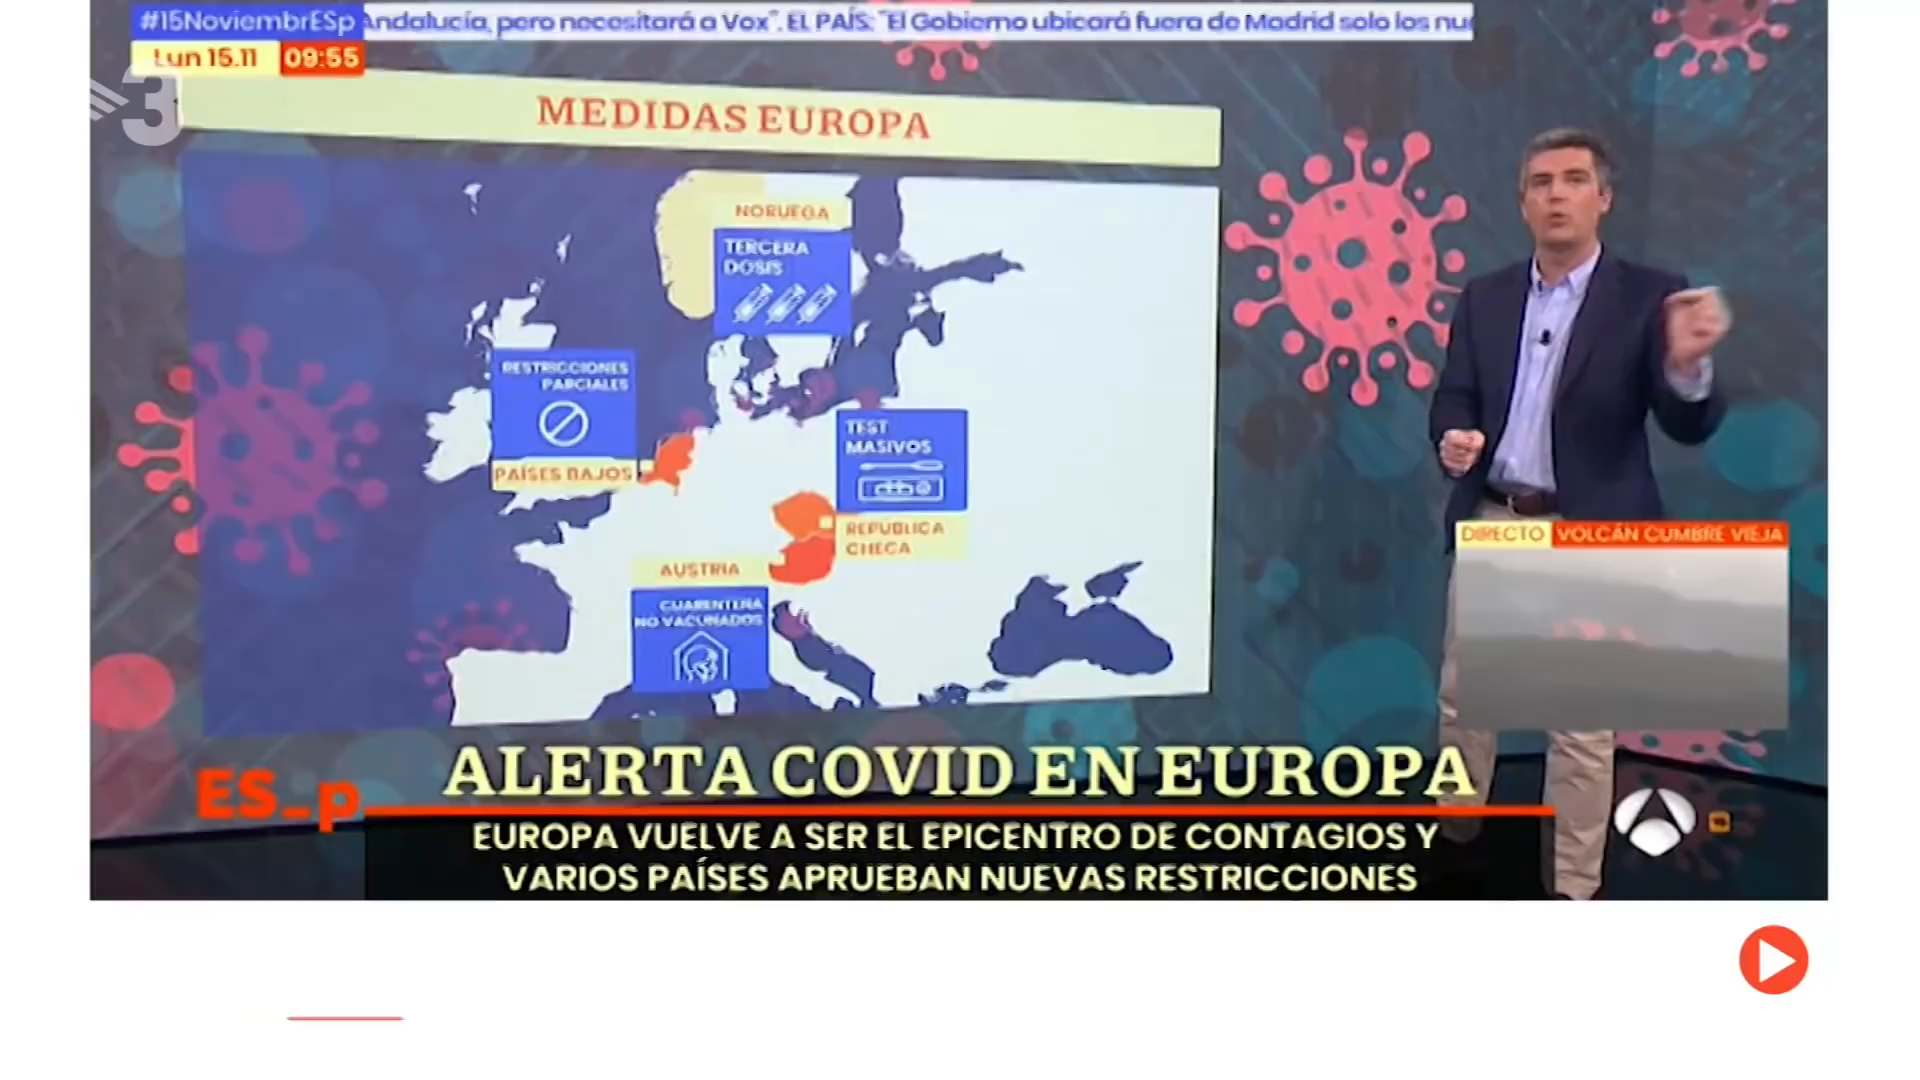 #15NoviembrESp
Andalucía, pero necesitará a Vox". EL PAÍS: "El Gobierno ubicará fuera de Madrid solo los nu
Lun 15.11 09:55
3
MEDIDAS EUROPA
NORUEGA
TERCERA
DOSIS
RESTRICCIONES
PARCIALES
PAÍSES BAJOS
TEST
MASIVOS
REPÚBLICA
CHECA
AUSTRIA
CUARENTENA
NO VACUNADOS
DIRECTO VOLCÁN CUMBRE VIEJA
ALERTA COVID EN EUROPA
ES_p
EUROPA VUELVE A SER EL EPICENTRO DE CONTAGIOS Y
VARIOS PAÍSES APRUEBAN NUEVAS RESTRICCIONES